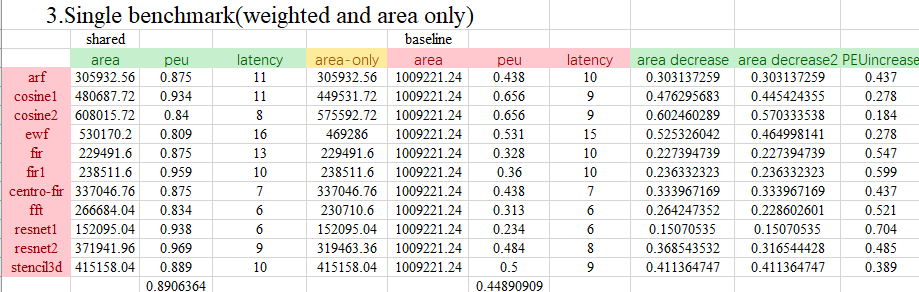 3.Single benchmark(weighted and area only)
shared baseline
area peu latency area-only area peu latency area decrease area decrease2 PEUincrease
arf 305932.56 0.875 11 305932.56 1009221.24 0.438 10 0.303137259 0.303137259 0.437
cosine1 480687.72 0.934 11 449531.72 1009221.24 0.656 9 0.476295683 0.445424355 0.278
cosine2 608015.72 0.84 8 575592.72 1009221.24 0.656 9 0.602460289 0.570333538 0.184
ewf 530170.2 0.809 16 469286 1009221.24 0.531 15 0.525326042 0.464998141 0.278
fir 229491.6 0.875 13 229491.6 1009221.24 0.328 10 0.227394739 0.227394739 0.547
fir1 238511.6 0.959 10 238511.6 1009221.24 0.36 10 0.236332323 0.236332323 0.599
centro-fir 337046.76 0.875 7 337046.76 1009221.24 0.438 7 0.333967169 0.333967169 0.437
fft 266684.04 0.834 6 230710.6 1009221.24 0.313 6 0.264247352 0.228602601 0.521
resnet1 152095.04 0.938 6 152095.04 1009221.24 0.234 6 0.15070535 0.15070535 0.704
resnet2 371941.96 0.969 9 319463.36 1009221.24 0.484 8 0.368543532 0.316544428 0.485
stencil3d 415158.04 0.889 10 415158.04 1009221.24 0.5 9 0.411364747 0.411364747 0.389
0.8906364 0.44890909